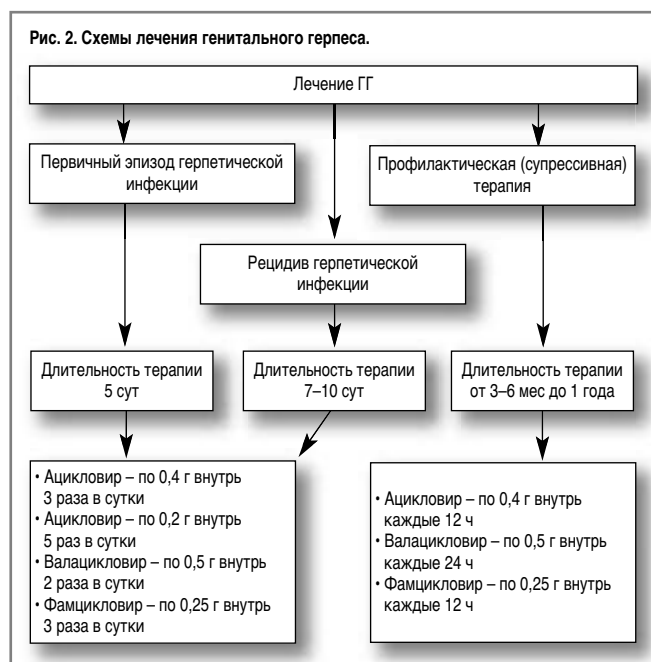 Рис. 2. Схемы лечения генитального герпеса.
Лечение ГГ
Первичный эпизод герпетической
инфекции
Профилактическая (супрессивная)
терапия
Рецидив герпетической
инфекции
Длительность терапии
5 сут
Длительность терапии
7–10 сут
Длительность терапии
от 3–6 мес до 1 года
• Ацикловир – по 0,4 г внутрь
3 раза в сутки
• Ацикловир – по 0,2 г внутрь
5 раз в сутки
• Валацикловир – по 0,5 г внутрь
2 раза в сутки
• Фамцикловир – по 0,25 г внутрь
3 раза в сутки
• Ацикловир – по 0,4 г внутрь
каждые 12 ч
• Валацикловир – по 0,5 г внутрь
каждые 24 ч
• Фамцикловир – по 0,25 г внутрь
каждые 12 ч